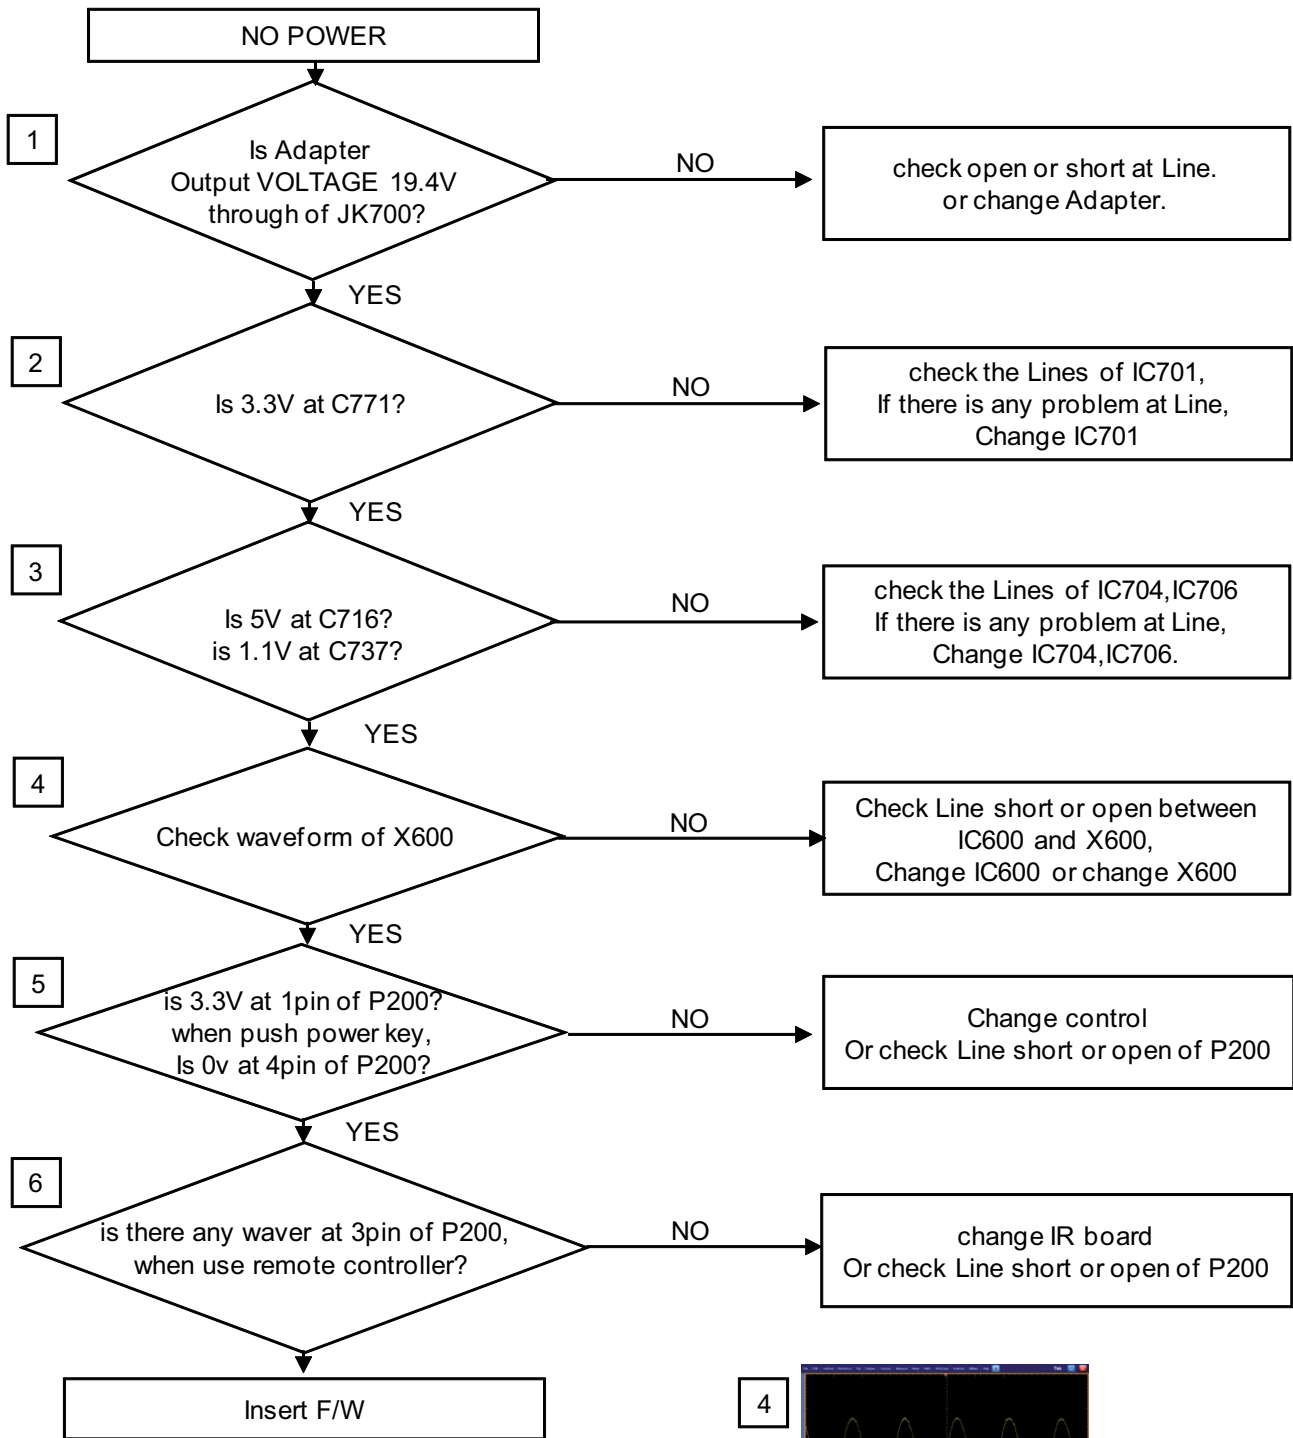 NO POWER
1
Is Adapter
Output VOLTAGE 19.4V
through of JK700?
NO
check open or short at Line.
or change Adapter.
YES
2
Is 3.3V at C771?
NO
check the Lines of IC701,
If there is any problem at Line,
Change IC701
YES
3
Is 5V at C716?
is 1.1V at C737?
NO
check the Lines of IC704,IC706
If there is any problem at Line,
Change IC704,IC706.
YES
4
Check waveform of X600
NO
Check Line short or open between
IC600 and X600,
Change IC600 or change X600
YES
5
is 3.3V at 1pin of P200?
when push power key,
Is 0v at 4pin of P200?
NO
Change control
Or check Line short or open of P200
YES
6
is there any waver at 3pin of P200,
when use remote controller?
NO
change IR board
Or check Line short or open of P200
Insert F/W
4